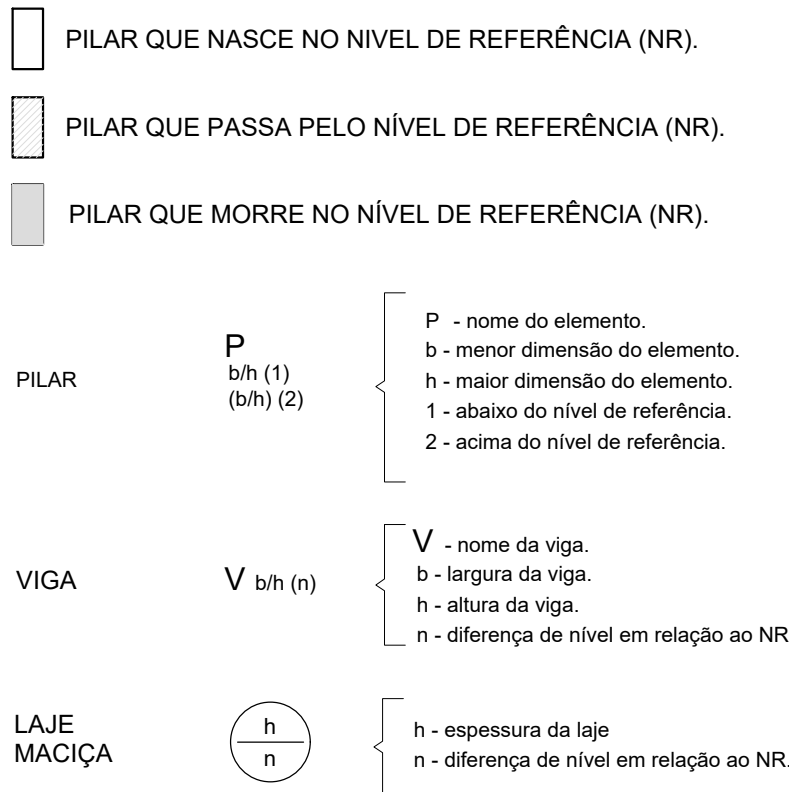 PILAR QUE NASCE NO NIVEL DE REFERÊNCIA (NR).
PILAR QUE PASSA PELO NÍVEL DE REFERÊNCIA (NR).
PILAR QUE MORRE NO NÍVEL DE REFERÊNCIA (NR).
PILAR
P
b/h (1)
(b/h) (2)
P - nome do elemento.
b - menor dimensão do elemento.
h - maior dimensão do elemento.
1 - abaixo do nível de referência.
2 - acima do nível de referência.
VIGA
V b/h (n)
V - nome da viga.
b - largura da viga.
h - altura da viga.
n - diferença de nível em relação ao NR
LAJE
MACIÇA
h
n
h - espessura da laje
n - diferença de nível em relação ao NR.